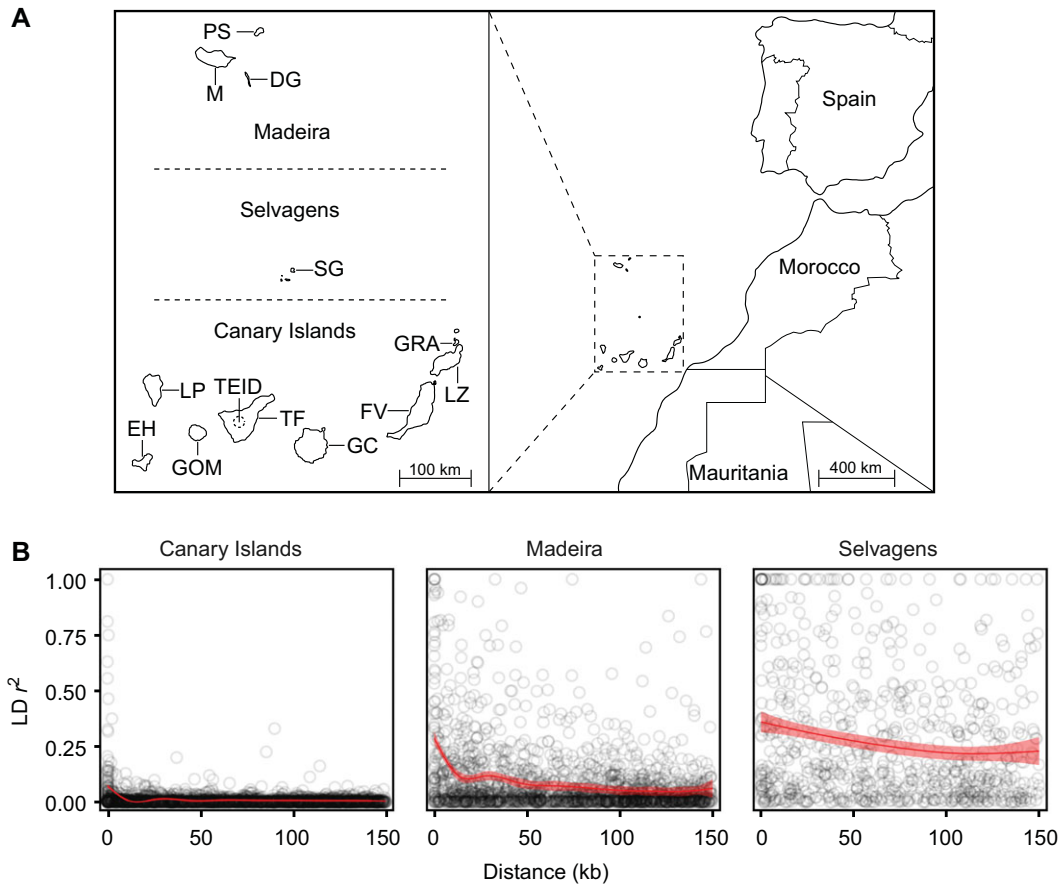 A
PS
DG
M
Madeira
Selvagens
SG
Canary Islands
GRA
LP
TEID
LZ
TF
FV
EH
GC
GOM
100 km
Spain
Morocco
Mauritania
400 km
B
Canary Islands
Madeira
Selvagens
LD r²
1.00
0.75
0.50
0.25
0.00
0 50 100 150
0 50 100 150
0 50 100 150
Distance (kb)